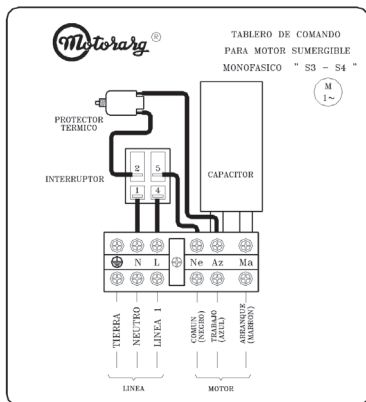 Motorarg ®
TABLERO DE COMANDO
PARA MOTOR SUMERGIBLE
MONOFASICO " S3 - S4 "
M
1~
PROTECTOR
TERMICO
INTERRUPTOR
2 5
1 4
CAPACITOR
N L Ne Az Ma
TIERRA
NEUTRO
LINEA 1
COMUN
(NEGRO)
TRABAJO
(AZUL)
ARRANQUE
(MARRON)
LINEA
MOTOR